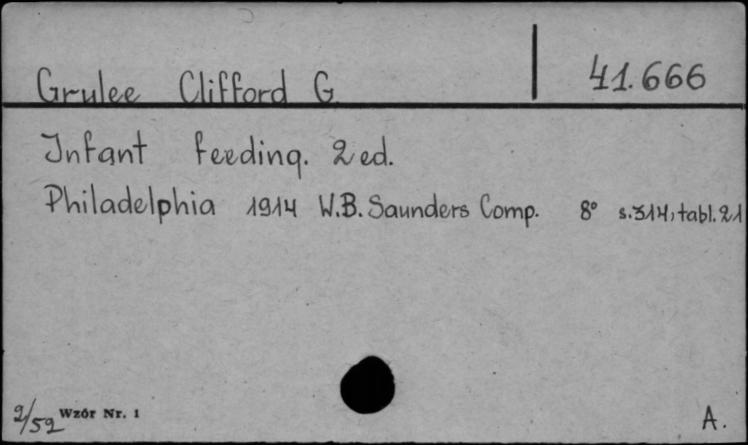 Grulee Clifford G. 41.666
Infant feeding. 2 ed.
Philadelphia 1914 W.B. Saunders Comp. 8° s.314, tabl.21
2/52 Wzór Nr. 1 A.